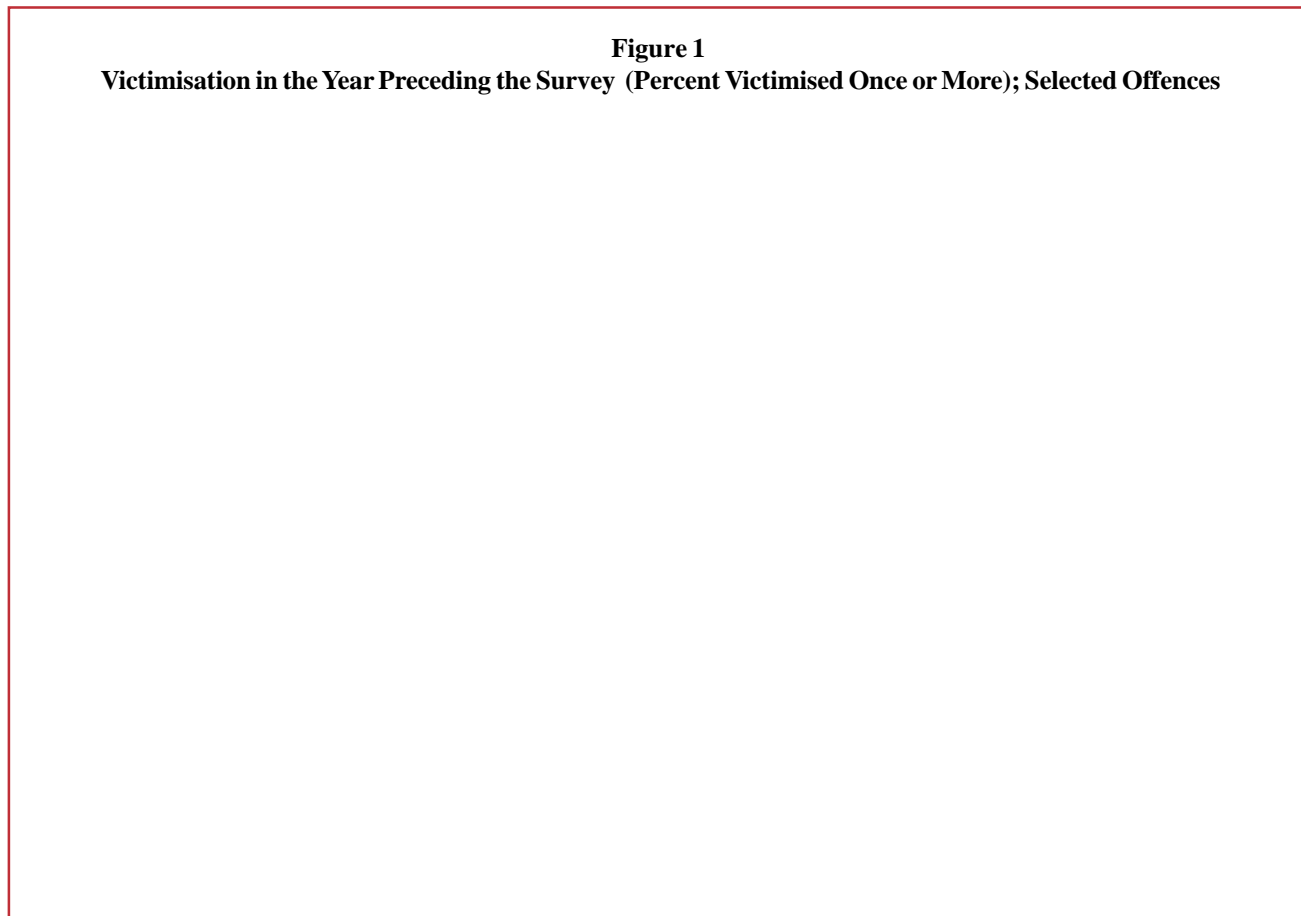 Figure 1
Victimisation in the Year Preceding the Survey (Percent Victimised Once or More); Selected Offences